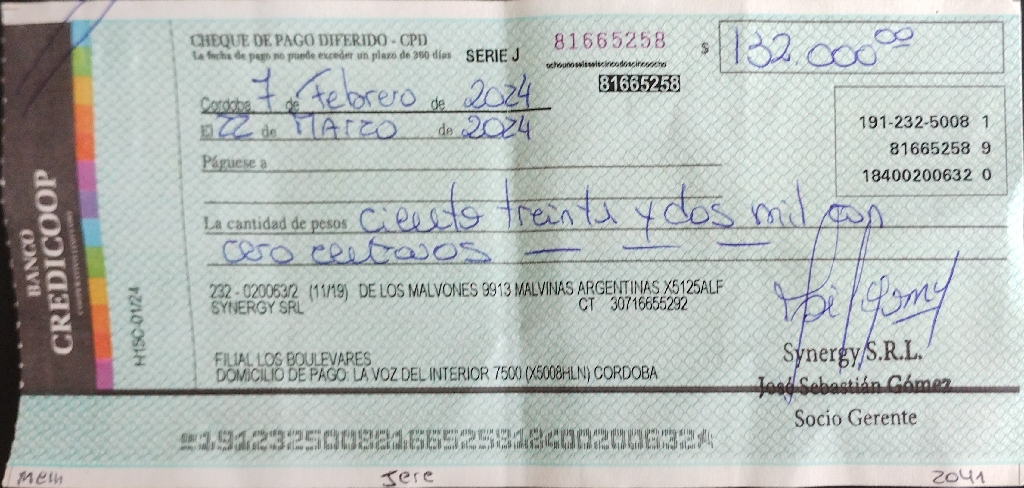 CHEQUE DE PAGO DIFERIDO - CPD
La fecha de pago no puede exceder un plazo de 360 días
SERIE J
81665258
ochounoseisseiscincodoscincoocho
81665258
$ 132.000⁰⁰
Cordoba 7 de Febrero de 2024
El 22 de MARZO de 2024
191-232-5008 1
81665258 9
18400200632 0
Páguese a
La cantidad de pesos ciento treinta y dos mil con
cero centavos — — —
232 - 020063/2 (11/19) DE LOS MALVONES 9913 MALVINAS ARGENTINAS X5125ALF
SYNERGY SRL CT 30716655292
FILIAL LOS BOULEVARES
DOMICILIO DE PAGO: LA VOZ DEL INTERIOR 7500 (X5008HLN) CORDOBA
Synergy S.R.L.
José Sebastián Gómez
Socio Gerente
BANCO
CREDICOOP
H1SC-01/24
19123250088166525818400200632
Jere
2041